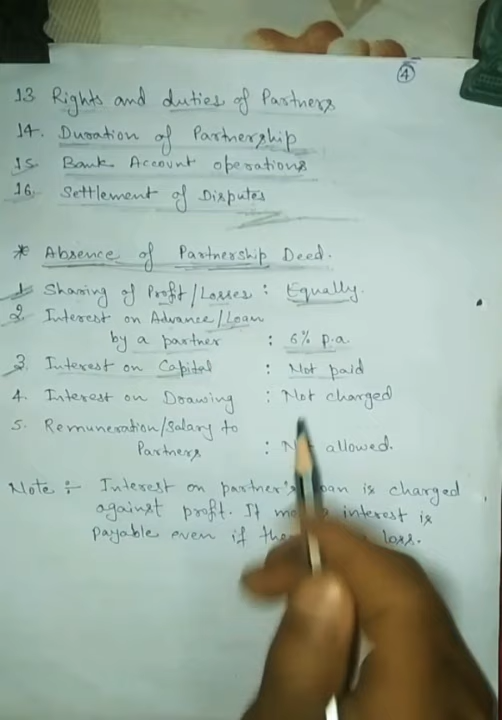 4
13. Rights and duties of Partners
14. Duration of Partnership
15. Bank Account operations
16. Settlement of Disputes
* Absence of Partnership Deed.
1. Sharing of Profit/Losses : Equally.
2. Interest on Advance/Loan
by a partner : 6% p.a.
3. Interest on Capital : Not paid
4. Interest on Drawing : Not charged
5. Remuneration/Salary to
Partners : allowed.
Note :- Interest on partner's loan is charged
against profit. It interest is
payable even if loss.